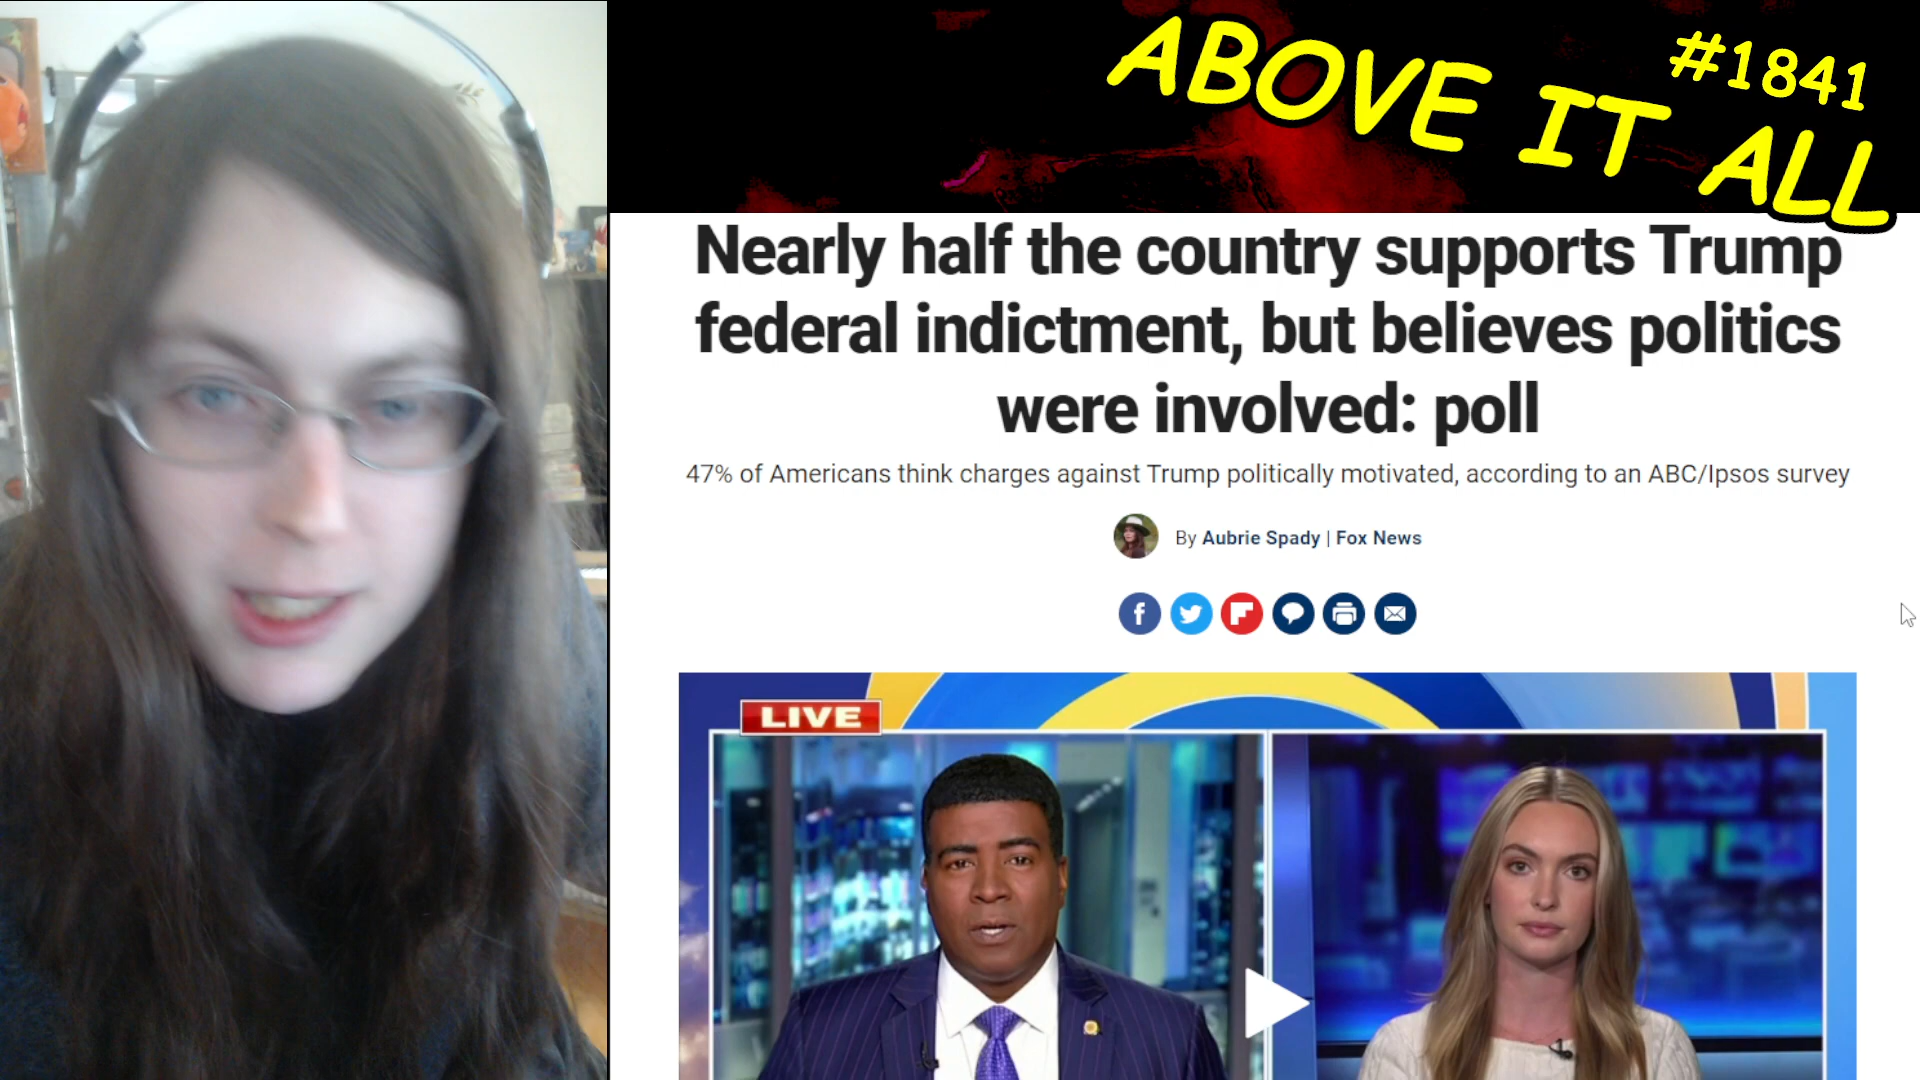 #1841
ABOVE IT ALL
Nearly half the country supports Trump
federal indictment, but believes politics
were involved: poll
47% of Americans think charges against Trump politically motivated, according to an ABC/Ipsos survey
By Aubrie Spady | Fox News
f
LIVE